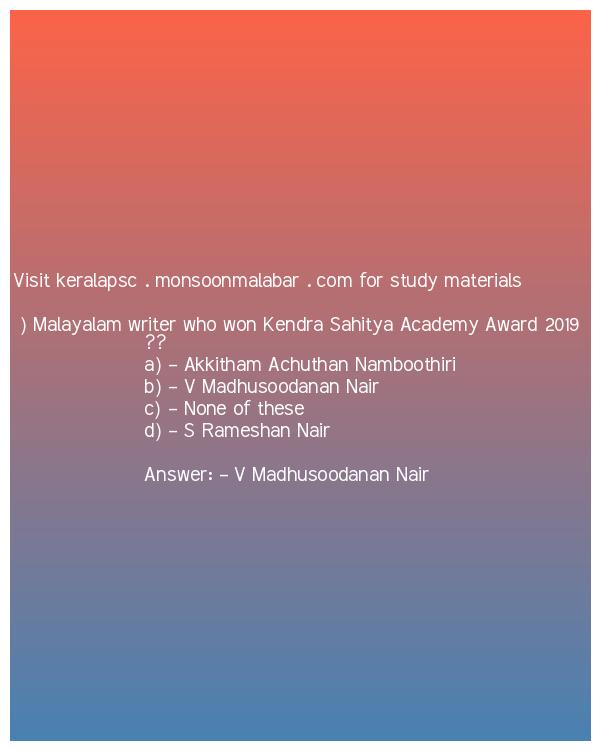 Visit keralapsc . monsoonmalabar . com for study materials
) Malayalam writer who won Kendra Sahitya Academy Award 2019
??
a) - Akkitham Achuthan Namboothiri
b) - V Madhusoodanan Nair
c) - None of these
d) - S Rameshan Nair
Answer: - V Madhusoodanan Nair